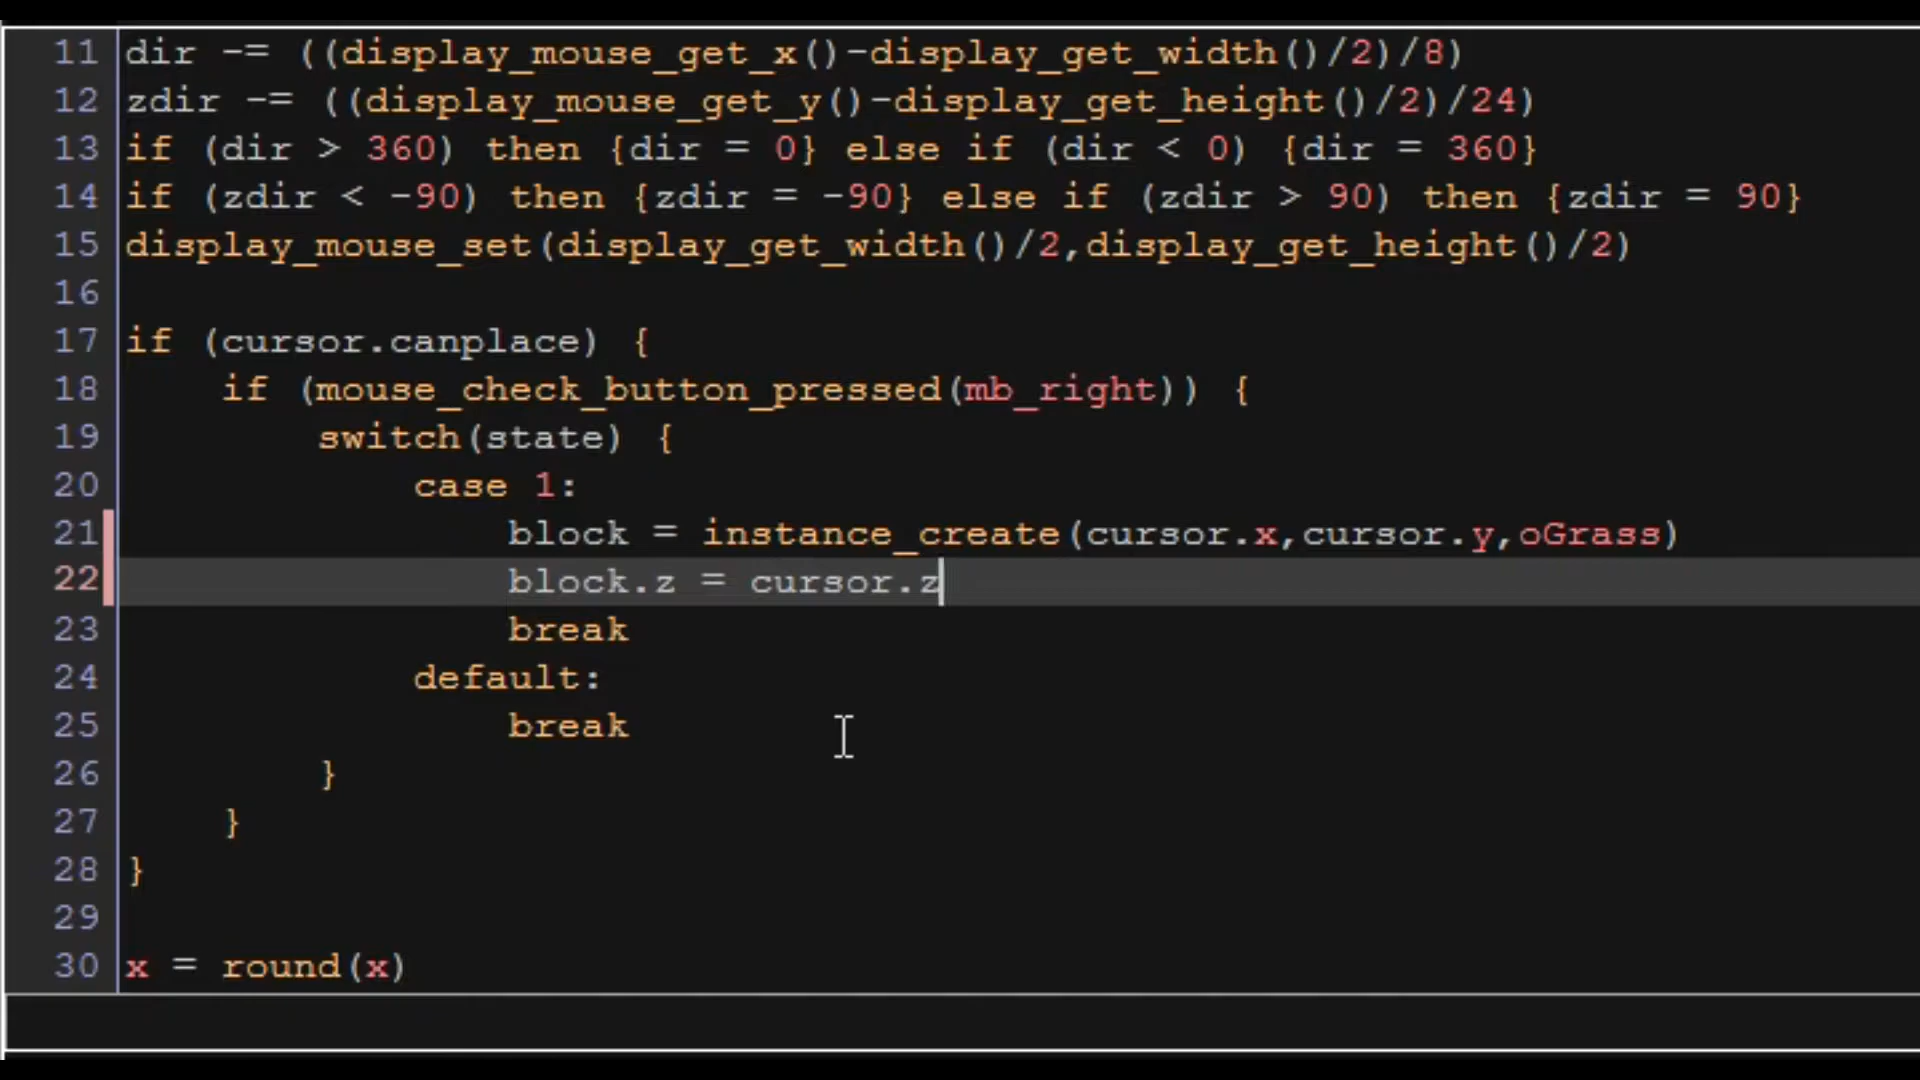 11 dir -= ((display_mouse_get_x()-display_get_width()/2)/8)
12 zdir -= ((display_mouse_get_y()-display_get_height()/2)/24)
13 if (dir > 360) then {dir = 0} else if (dir < 0) {dir = 360}
14 if (zdir < -90) then {zdir = -90} else if (zdir > 90) then {zdir = 90}
15 display_mouse_set(display_get_width()/2,display_get_height()/2)
16
17 if (cursor.canplace) {
18     if (mouse_check_button_pressed(mb_right)) {
19         switch(state) {
20             case 1:
21                 block = instance_create(cursor.x,cursor.y,oGrass)
22                 block.z = cursor.z
23                 break
24             default:
25                 break
26         }
27     }
28 }
29
30 x = round(x)